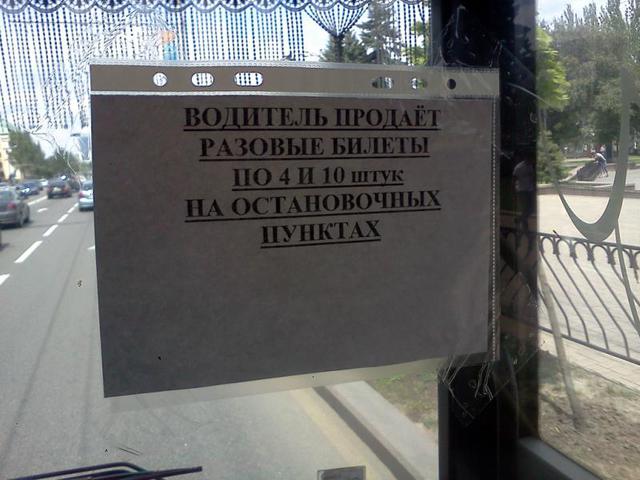 ВОДИТЕЛЬ ПРОДАЁТ
РАЗОВЫЕ БИЛЕТЫ
ПО 4 И 10 штук
НА ОСТАНОВОЧНЫХ
ПУНКТАХ